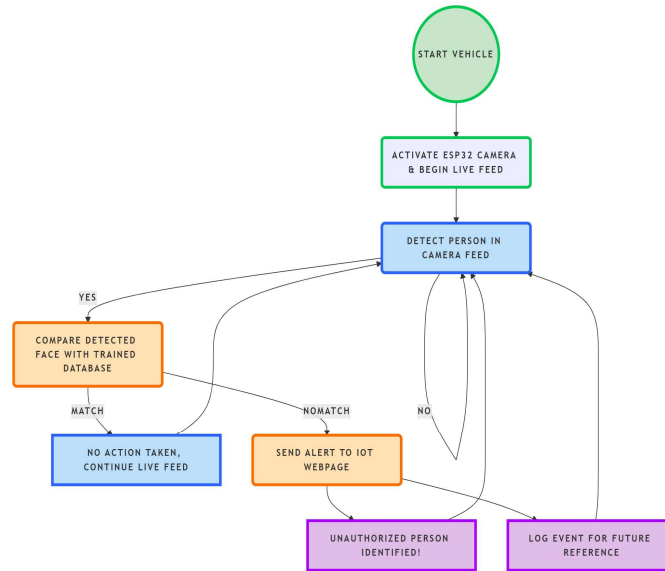 START VEHICLE
ACTIVATE ESP32 CAMERA
& BEGIN LIVE FEED
DETECT PERSON IN
CAMERA FEED
YES
COMPARE DETECTED
FACE WITH TRAINED
DATABASE
MATCH
NOMATCH
NO
NO ACTION TAKEN,
CONTINUE LIVE FEED
SEND ALERT TO IOT
WEBPAGE
UNAUTHORIZED PERSON
IDENTIFIED!
LOG EVENT FOR FUTURE
REFERENCE